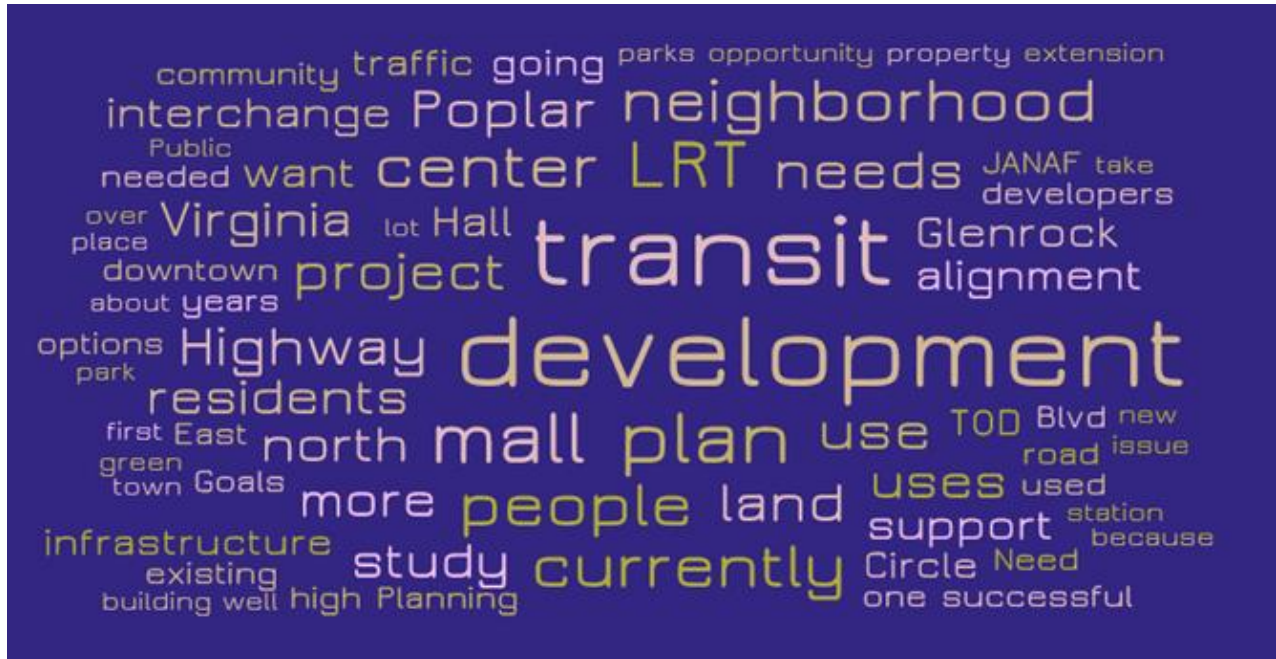 community traffic going parks opportunity property extension
interchange Poplar neighborhood
Public
needed want center LRT needs JANAF take
developers
over
place Virginia lot Hall transit Glenrock
downtown project alignment
about years
options Highway development
park
residents
first East north mall plan use TOD Blvd new
road issue
green
town Goals more people land uses used
support station
because
infrastructure study currently Circle Need
existing
building well high Planning one successful